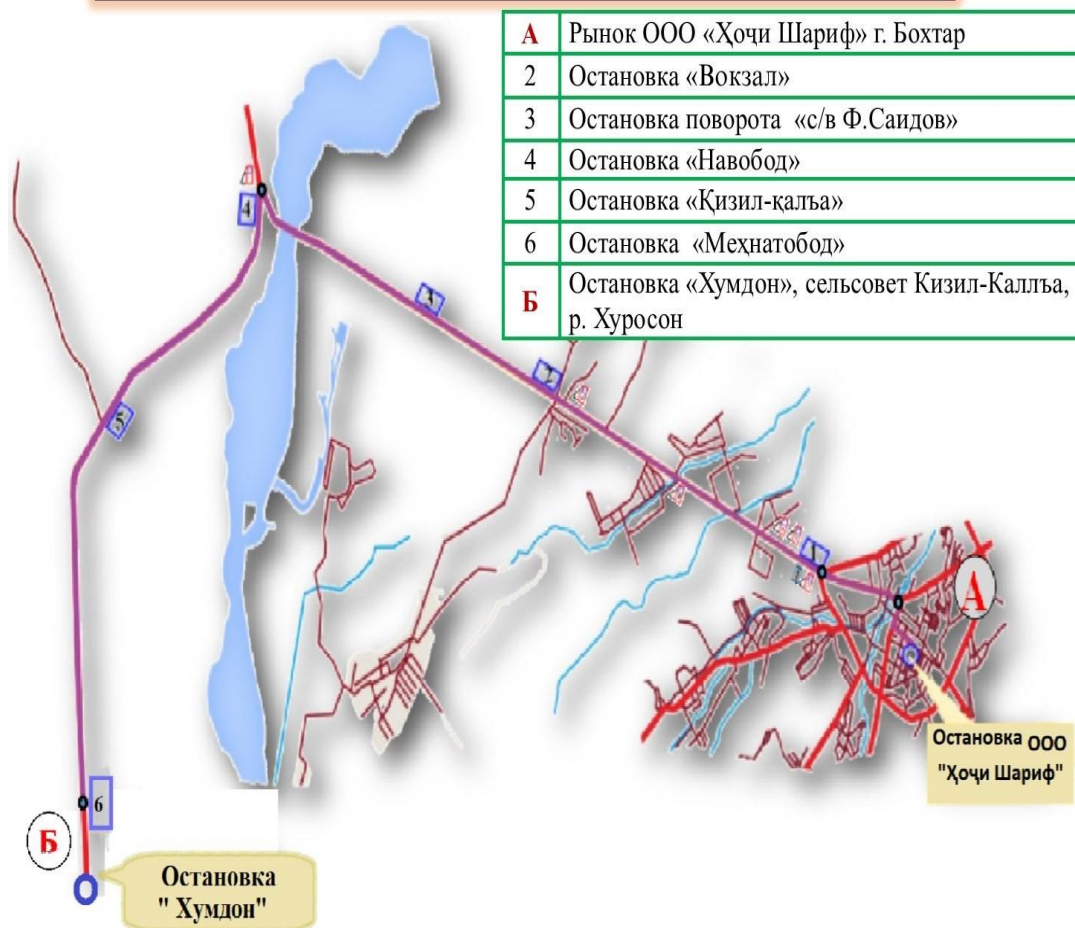 А Рынок ООО «Ҳоҷи Шариф» г. Бохтар
2 Остановка «Вокзал»
3 Остановка поворота «с/в Ф.Саидов»
4 Остановка «Навобод»
5 Остановка «Қизил-қалъа»
6 Остановка «Меҳнатобод»
Б Остановка «Хумдон», сельсовет Кизил-Каллъа,
р. Хуросон
4
3
2
5
1
А
Остановка ООО
"Ҳоҷи Шариф"
6
Б
Остановка
" Хумдон"